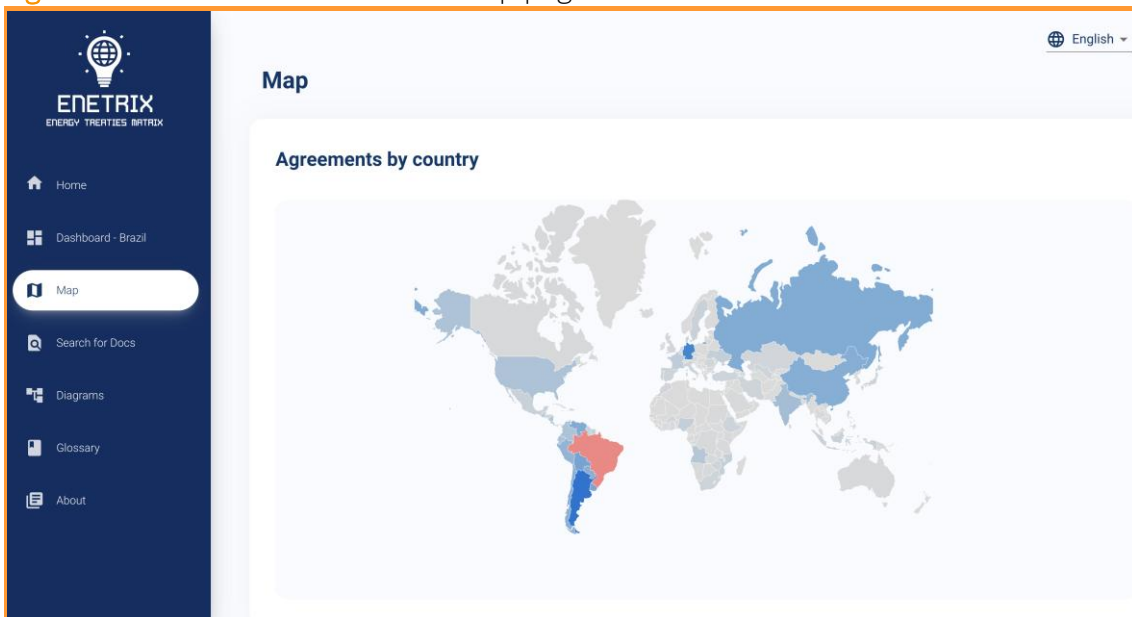 ENETRIX
ENERGY TREATIES MATRIX
Home
Dashboard - Brazil
Map
Search for Docs
Diagrams
Glossary
About
English
Map
Agreements by country